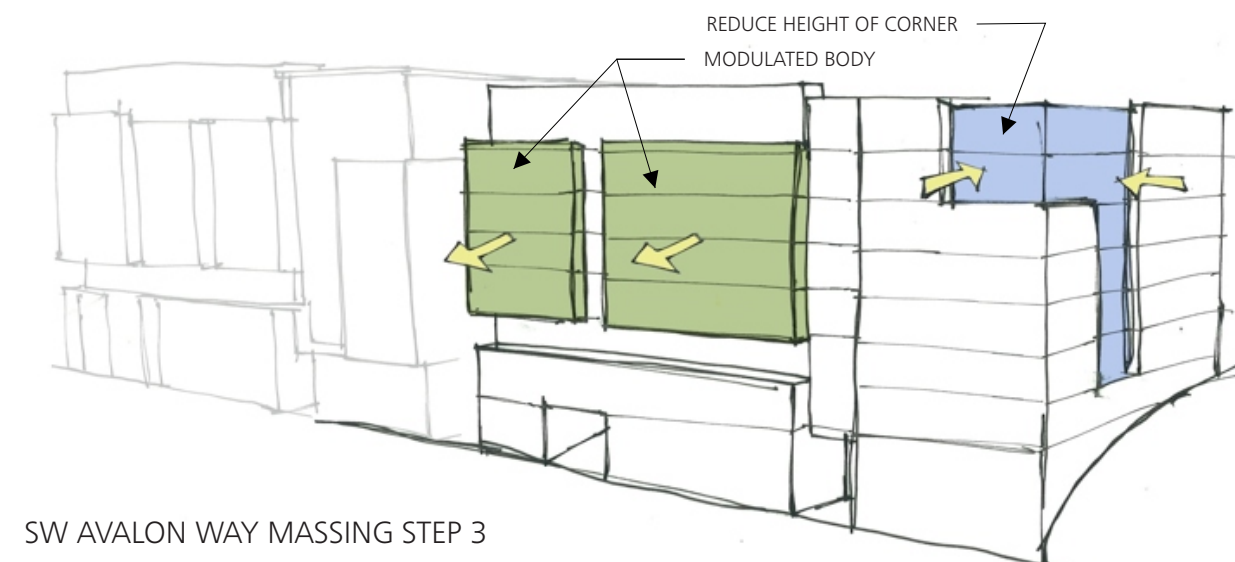 REDUCE HEIGHT OF CORNER
MODULATED BODY
SW AVALON WAY MASSING STEP 3